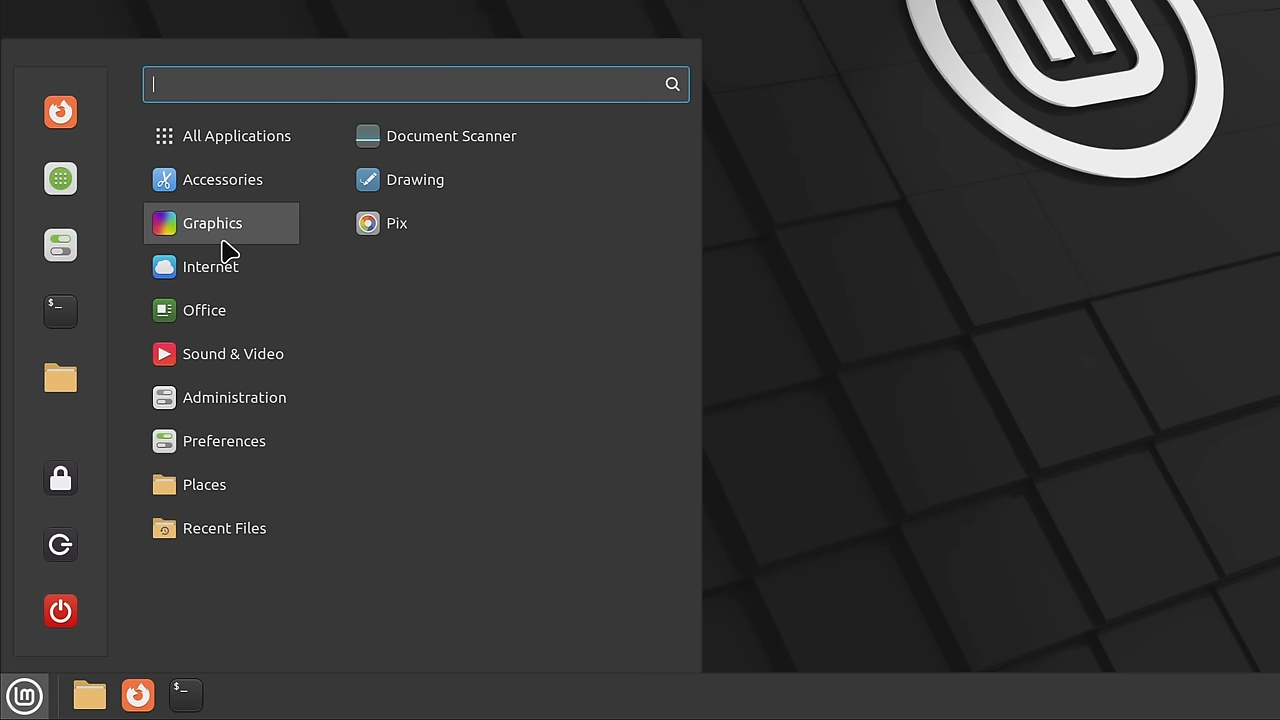 All Applications
Accessories
Graphics
Internet
Office
Sound & Video
Administration
Preferences
Places
Recent Files
Document Scanner
Drawing
Pix
$_
$_